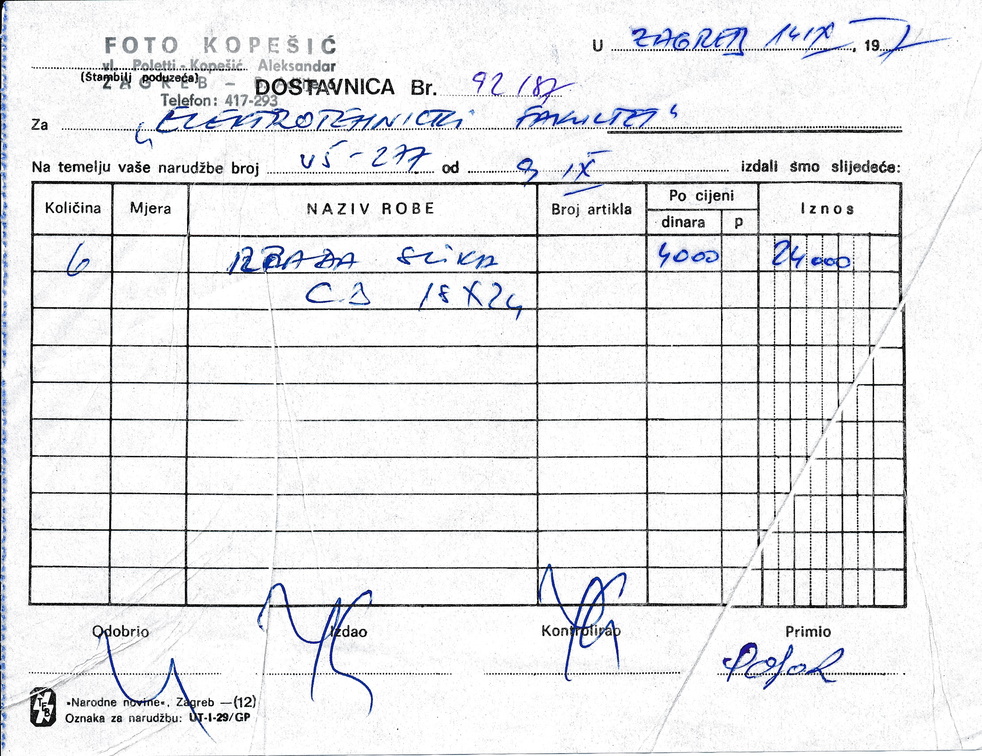 FOTO KOPEŠIĆ
vl. Poletti-Kopešić Aleksandar
(Štambilj poduzeća)
ZAGREB –
Telefon: 417-293
U ZAGREB 14 IX, 19
DOSTAVNICA Br. 92/87
Za „ELEKTROTEHNIČKI FAKULTET“
Na temelju vaše narudžbe broj VŠ-277 od 9 IX izdali smo slijedeće:
Količina Mjera NAZIV ROBE Broj artikla Po cijeni Iznos
dinara p
6 IZRADA SLIKA 4000 24000
CB 18X24
Odobrio Izdao Kontrolirao Primio
TEB »Narodne novine«, Zagreb —(12)
Oznaka za narudžbu: UT-I-29/GP